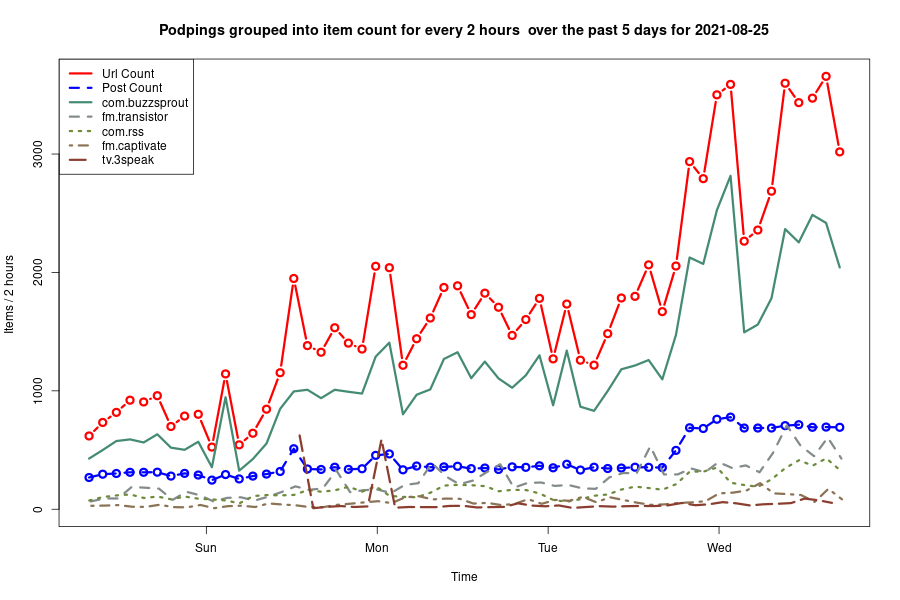 Podpings grouped into item count for every 2 hours  over the past 5 days for 2021-08-25
Url Count
Post Count
com.buzzsprout
fm.transistor
com.rss
fm.captivate
tv.3speak
Items / 2 hours
3000
2000
1000
0
Sun Mon Tue Wed
Time